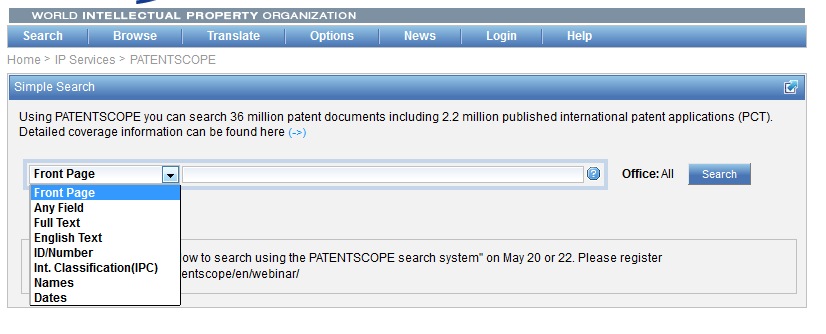 WORLD INTELLECTUAL PROPERTY ORGANIZATION
Search Browse Translate Options News Login Help
Home > IP Services > PATENTSCOPE
Simple Search
Using PATENTSCOPE you can search 36 million patent documents including 2.2 million published international patent applications (PCT).
Detailed coverage information can be found here (->)
Front Page Office: All Search
Front Page
Any Field
Full Text
English Text
ID/Number
Int. Classification(IPC)
Names
Dates
ow to search using the PATENTSCOPE search system" on May 20 or 22. Please register
entscope/en/webinar/